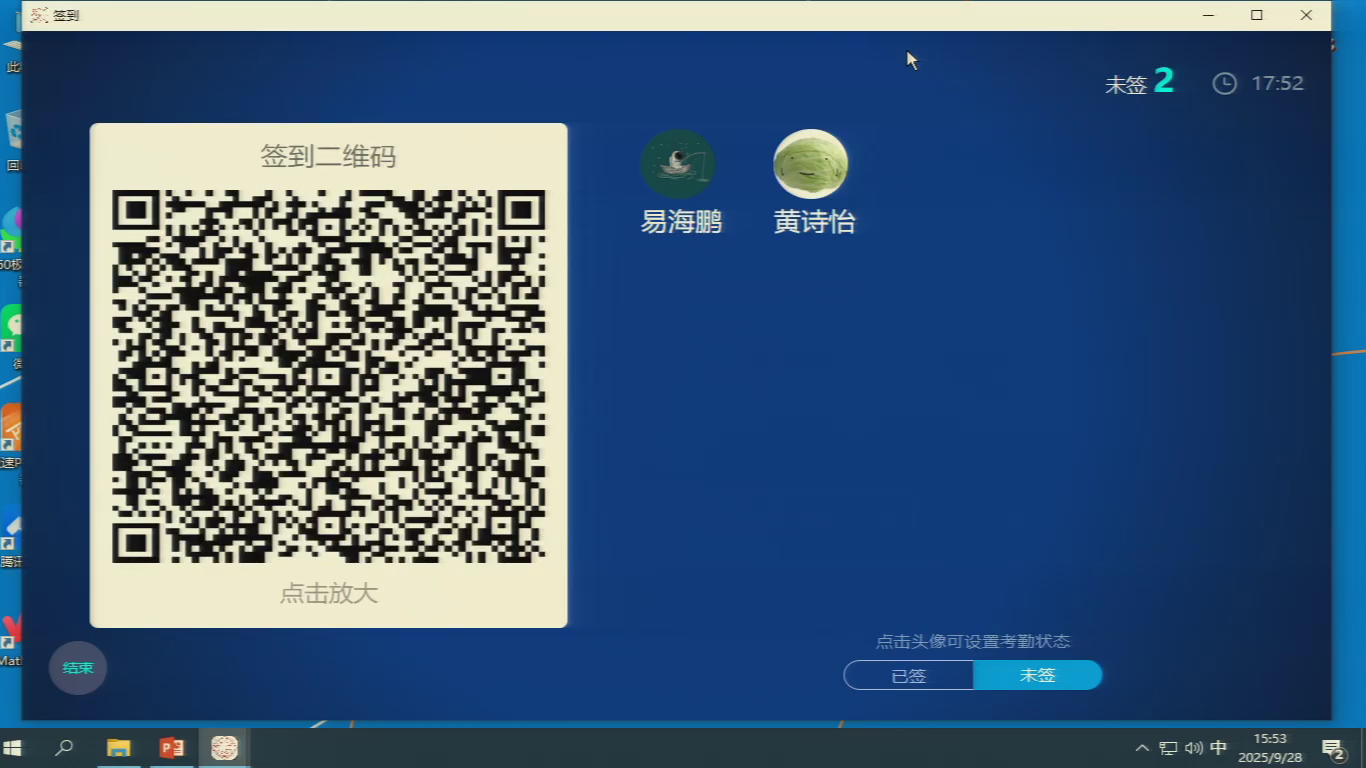 签到
未签 2
17:52
签到二维码
易海鹏
黄诗怡
点击放大
点击头像可设置考勤状态
已签
未签
结束
中
15:53
2025/9/28
2